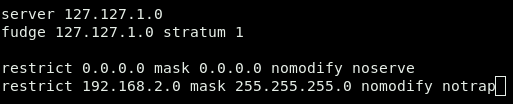 server 127.127.1.0
fudge 127.127.1.0 stratum 1
restrict 0.0.0.0 mask 0.0.0.0 nomodify noserve
restrict 192.168.2.0 mask 255.255.255.0 nomodify notrap